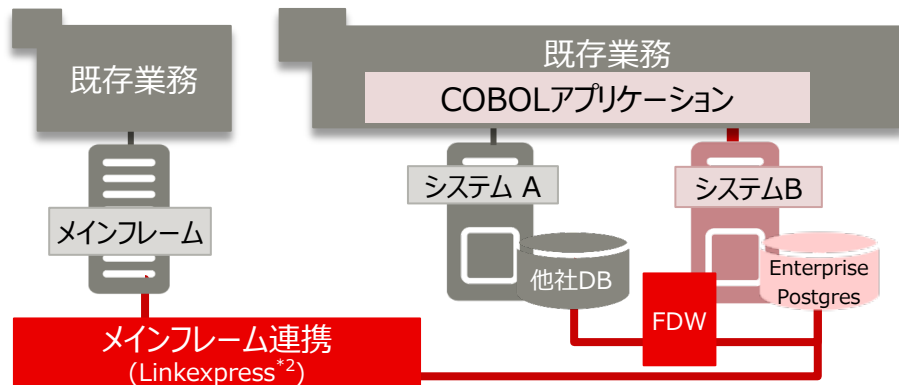 既存業務
既存業務
COBOLアプリケーション
システム A
システムB
メインフレーム
他社DB
Enterprise
Postgres
FDW
メインフレーム連携
(Linkexpress*2)